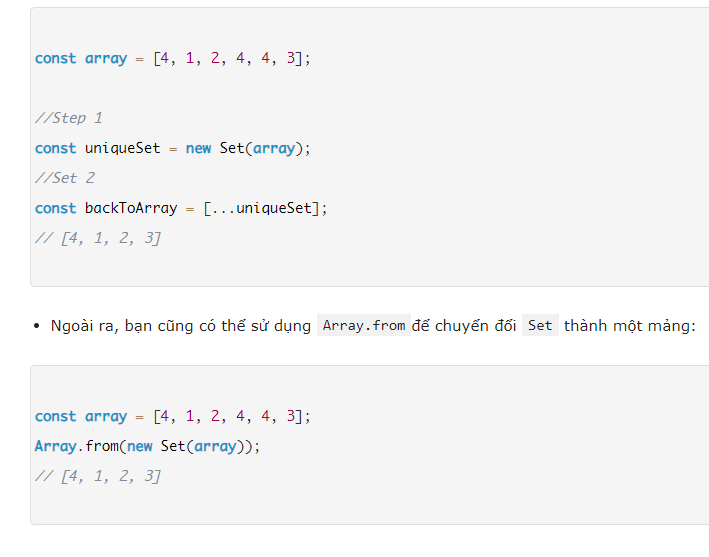 const array = [4, 1, 2, 4, 4, 3];
//Step 1
const uniqueSet = new Set(array);
//Set 2
const backToArray = [...uniqueSet];
// [4, 1, 2, 3]
• Ngoài ra, bạn cũng có thể sử dụng Array.from để chuyển đổi Set thành một mảng:
const array = [4, 1, 2, 4, 4, 3];
Array.from(new Set(array));
// [4, 1, 2, 3]